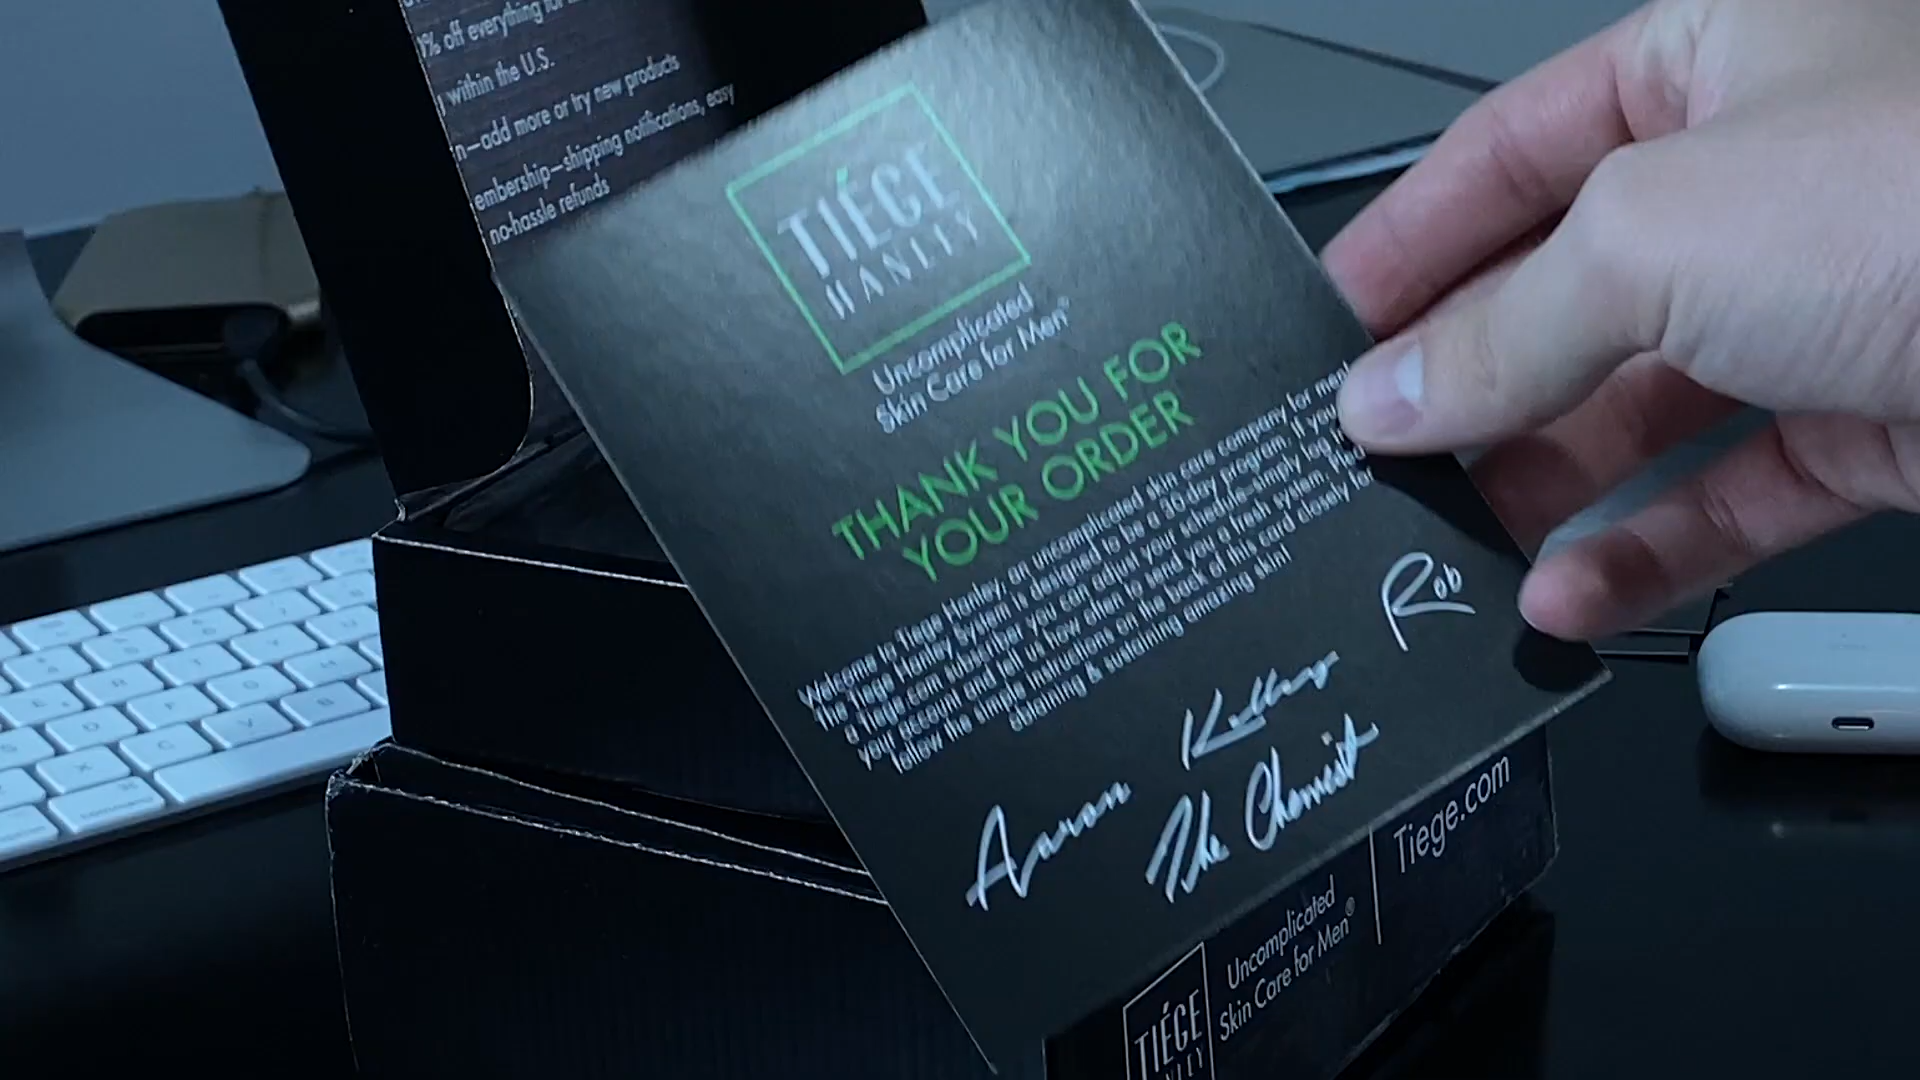 % off everything for
within the U.S.
—add more or try new products
embership—shipping notifications, easy
no-hassle refunds
TIÉGE
HANLEY
Uncomplicated
Skin Care for Men®
THANK YOU FOR
YOUR ORDER
Welcome to Tiege Hanley, an uncomplicated skin care company for men!
The Tiege Hanley System is designed to be a 30-day program. If you're
a Tiege.com subscriber you can adjust your schedule–simply log
your account and tell us how often to send you a fresh system.
follow the simple instructions on the back of this card closely for
obtaining & sustaining amazing skin!
Aaron
Kelley
Rob
The Chemist
TIÉGE
Uncomplicated
Skin Care for Men®
Tiege.com